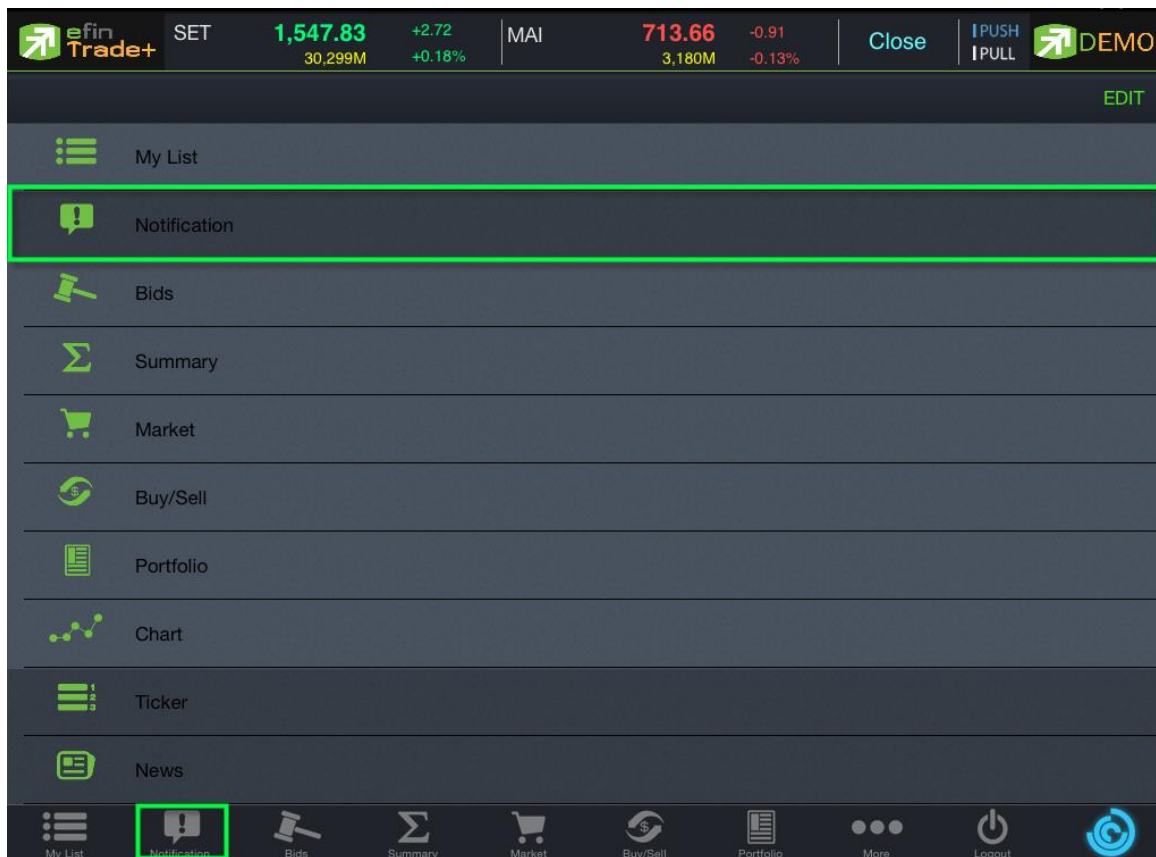 efin Trade+ SET 1,547.83 +2.72 MAI 713.66 -0.91 Close PUSH DEMO
30,299M +0.18% 3,180M -0.13% PULL
EDIT
My List
Notification
Bids
Summary
Market
Buy/Sell
Portfolio
Chart
Ticker
News
My List Notification Bids Summary Market Buy/Sell Portfolio More Logout